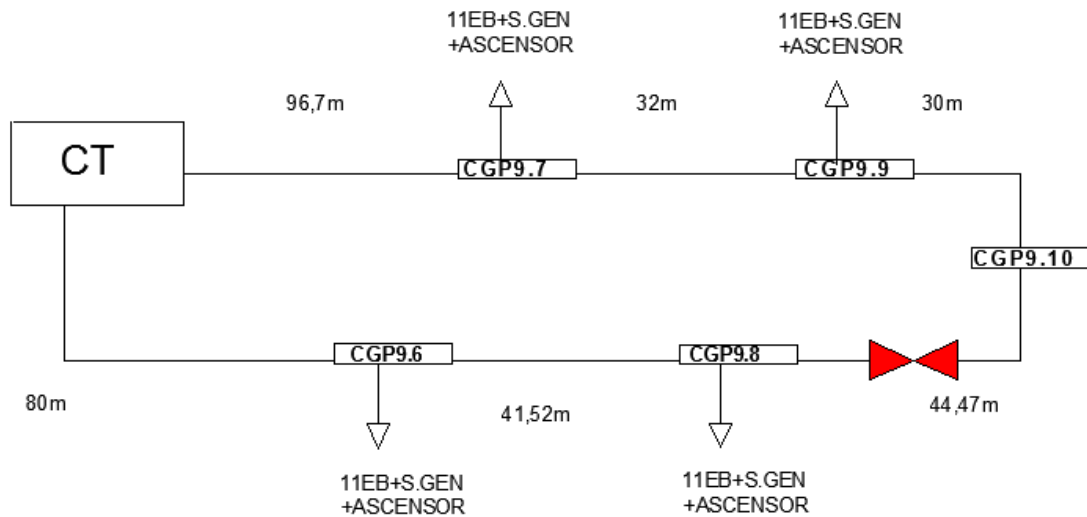 11EB+S.GEN
+ASCENSOR
11EB+S.GEN
+ASCENSOR
96,7m
32m
30m
CT
CGP9.7
CGP9.9
CGP9.10
CGP9.6
CGP9.8
80m
41,52m
44,47m
11EB+S.GEN
+ASCENSOR
11EB+S.GEN
+ASCENSOR